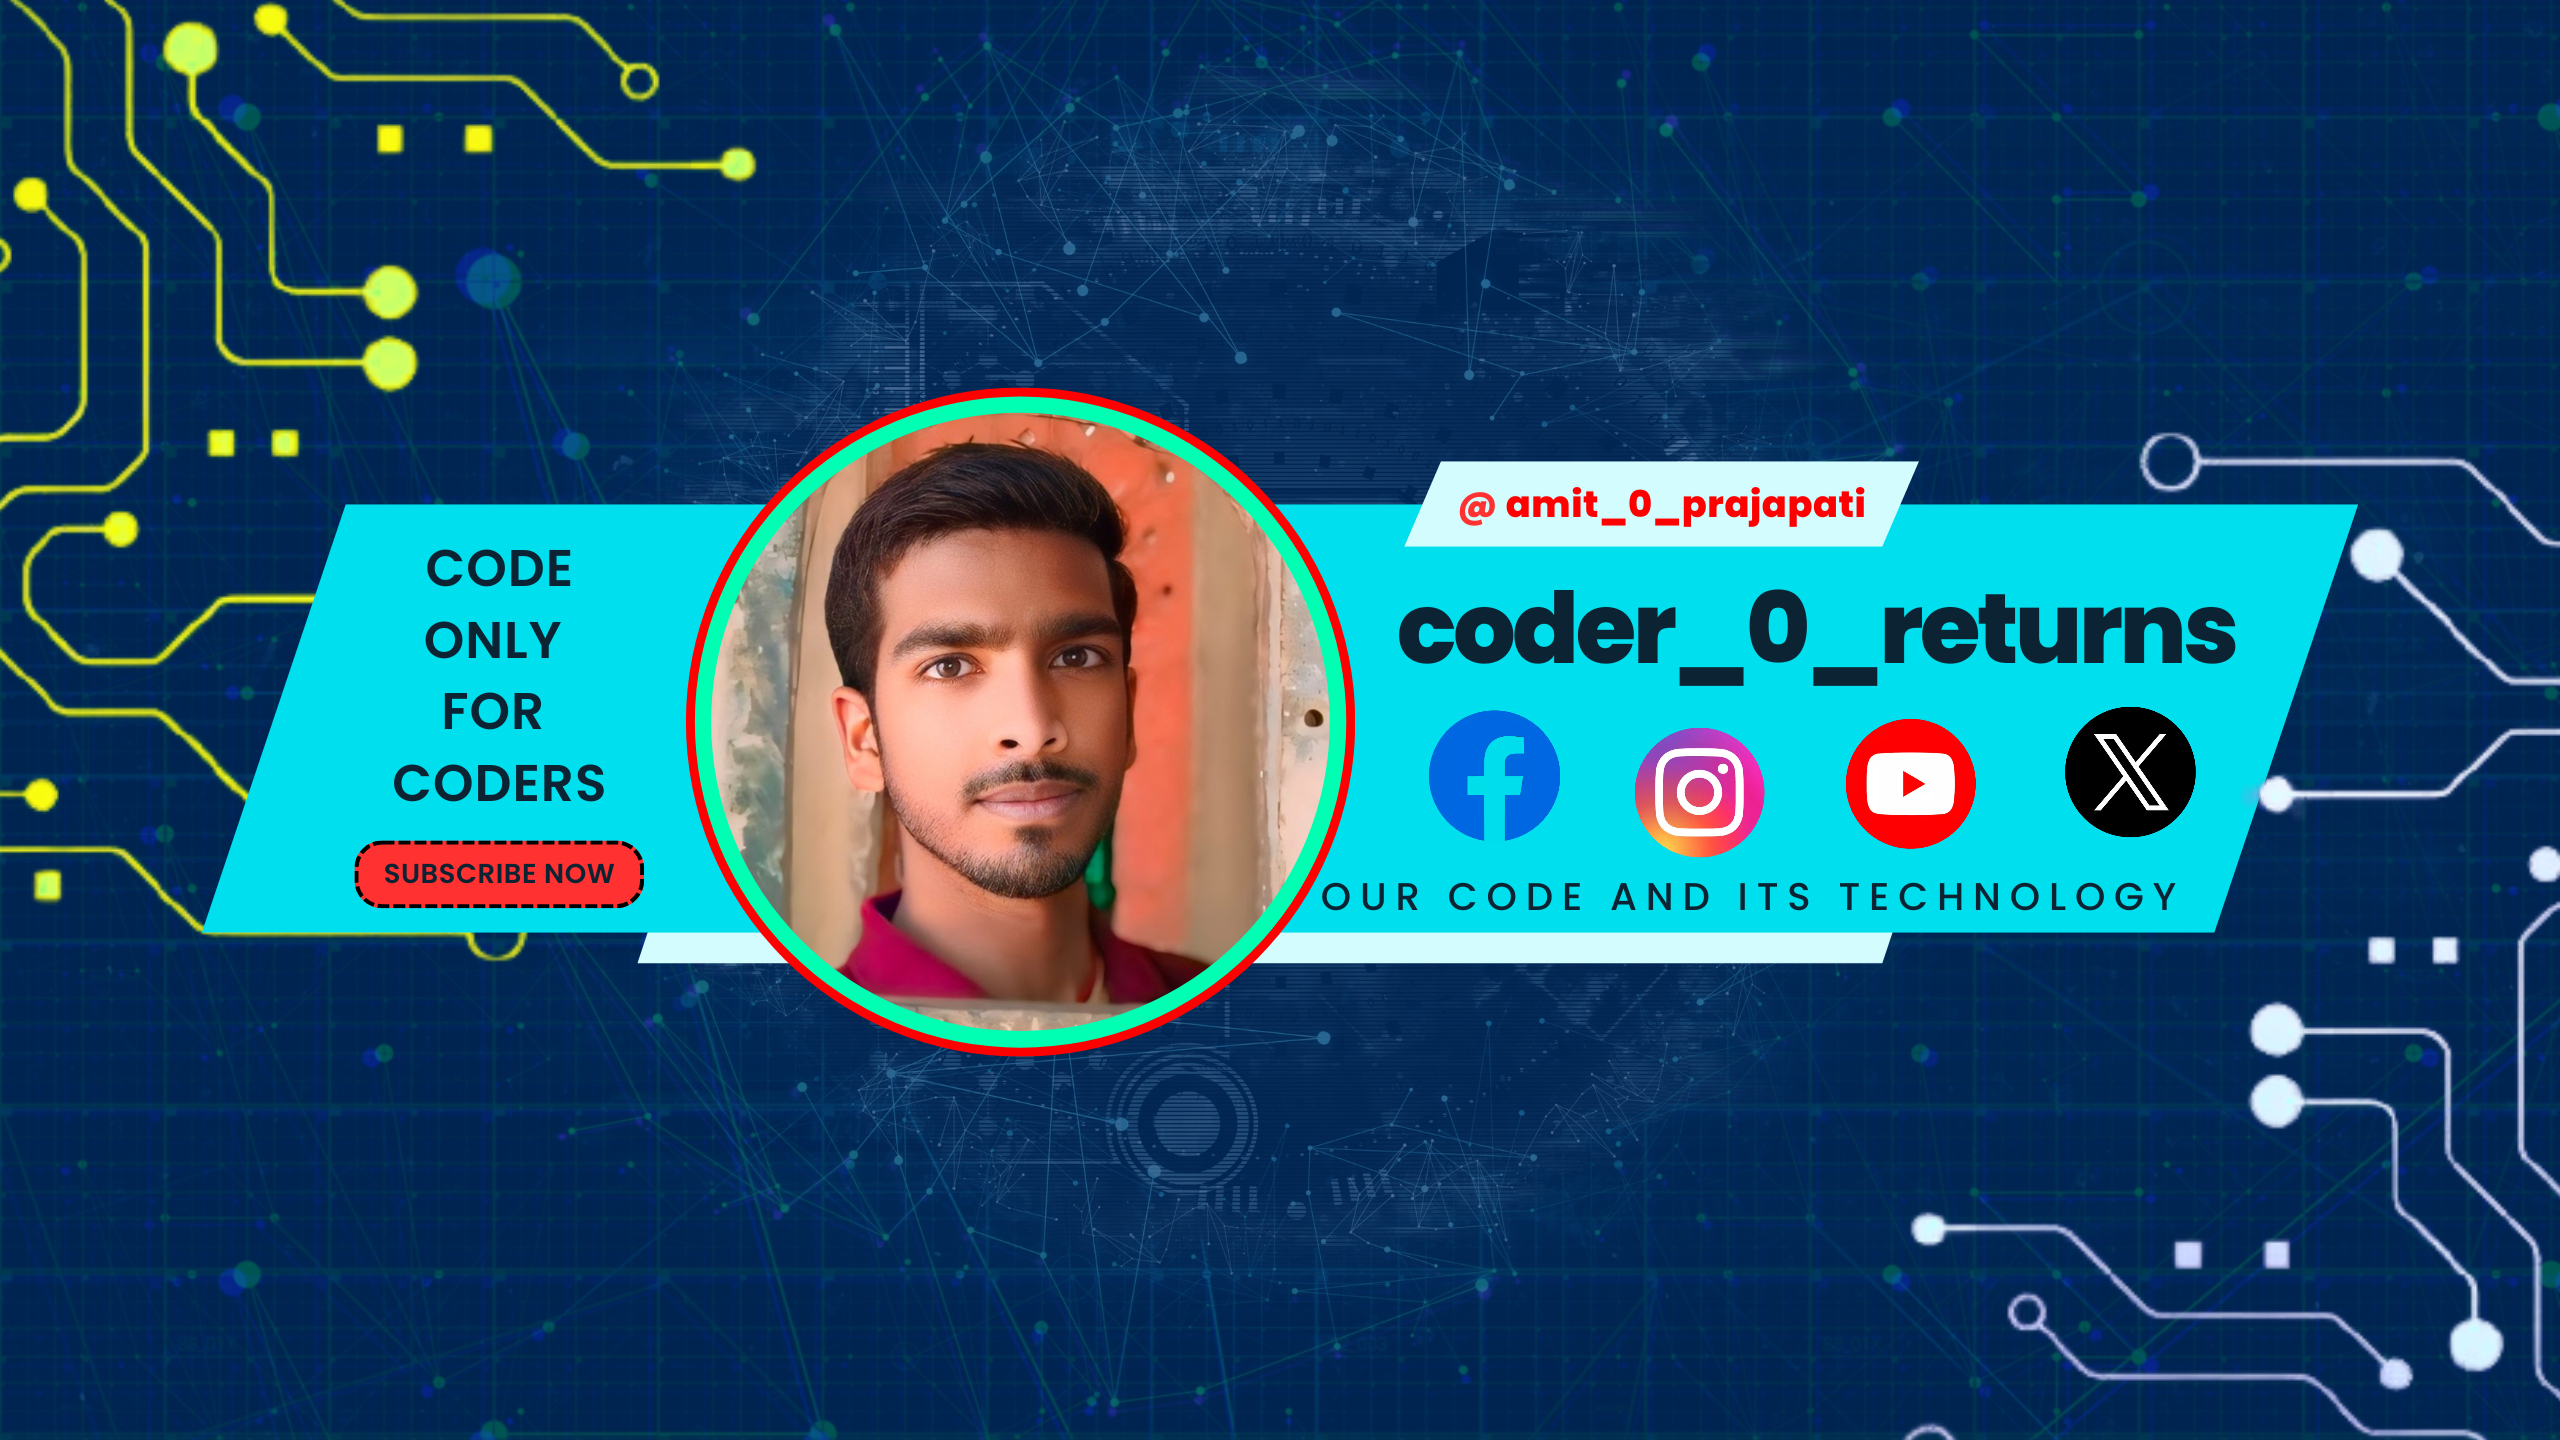 CODE
ONLY
FOR
CODERS
SUBSCRIBE NOW
@ amit_0_prajapati
coder_0_returns
OUR CODE AND ITS TECHNOLOGY